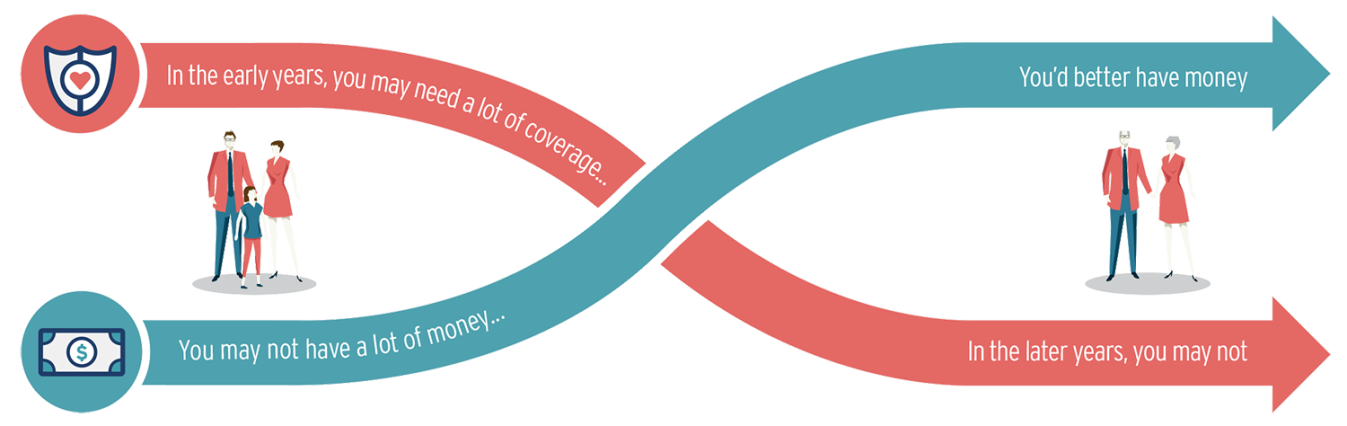 In the early years, you may need a lot of coverage...
You'd better have money
$
You may not have a lot of money...
In the later years, you may not